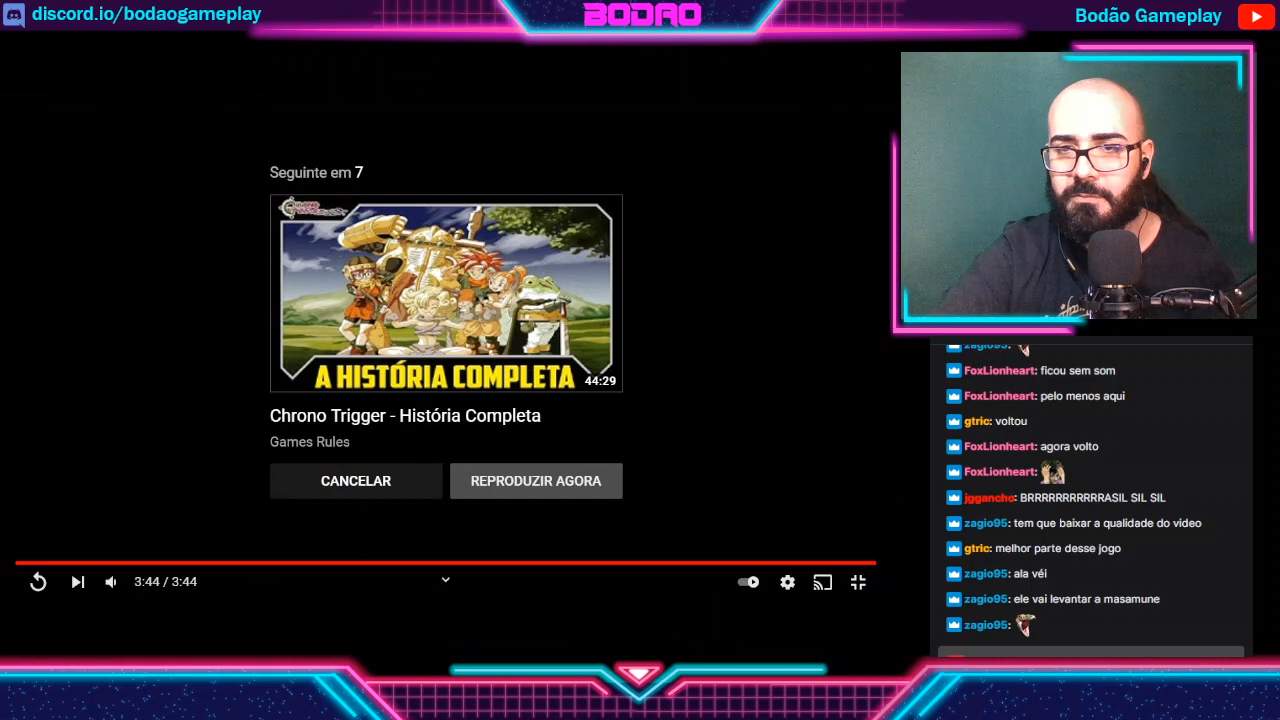 discord.io/bodaogameplay
BODAO
Bodão Gameplay
Seguinte em 7
A HISTÓRIA COMPLETA
44:29
Chrono Trigger - História Completa
Games Rules
CANCELAR
REPRODUZIR AGORA
3:44 / 3:44
zagio95:
FoxLionheart: ficou sem som
FoxLionheart: pelo menos aqui
gtric: voltou
FoxLionheart: agora volto
FoxLionheart:
jggancho: BRRRRRRRRRRRASIL SIL SIL
zagio95: tem que baixar a qualidade do video
gtric: melhor parte desse jogo
zagio95: ala véi
zagio95: ele vai levantar a masamune
zagio95: